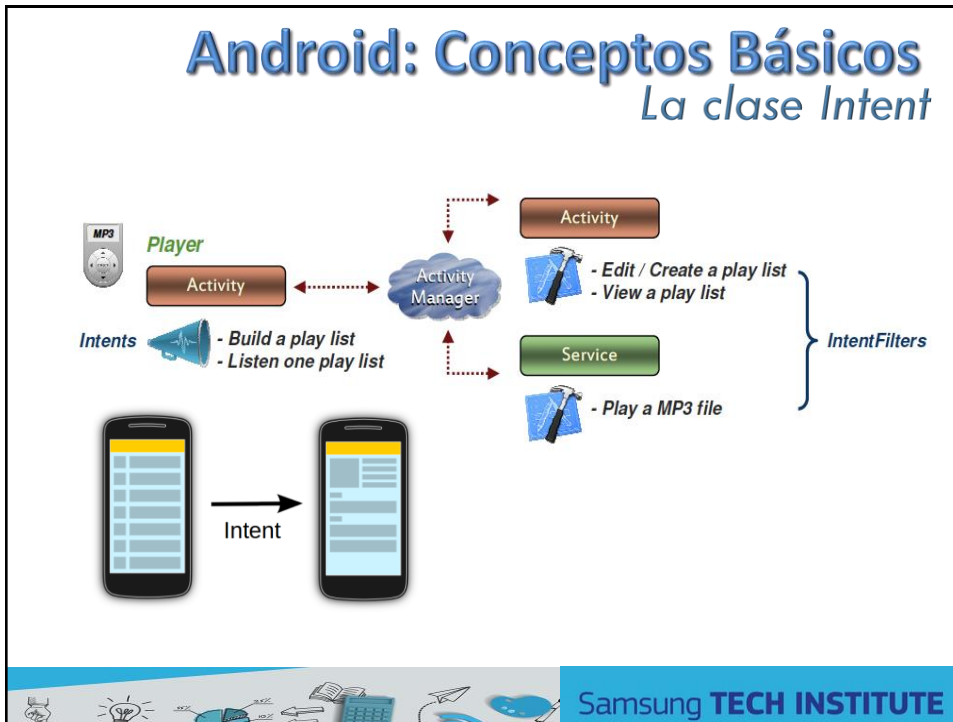 Android: Conceptos Básicos
La clase Intent
MP3
Player
Activity
Intents
- Build a play list
- Listen one play list
Activity
Manager
Activity
- Edit / Create a play list
- View a play list
Service
- Play a MP3 file
IntentFilters
Intent
Samsung TECH INSTITUTE